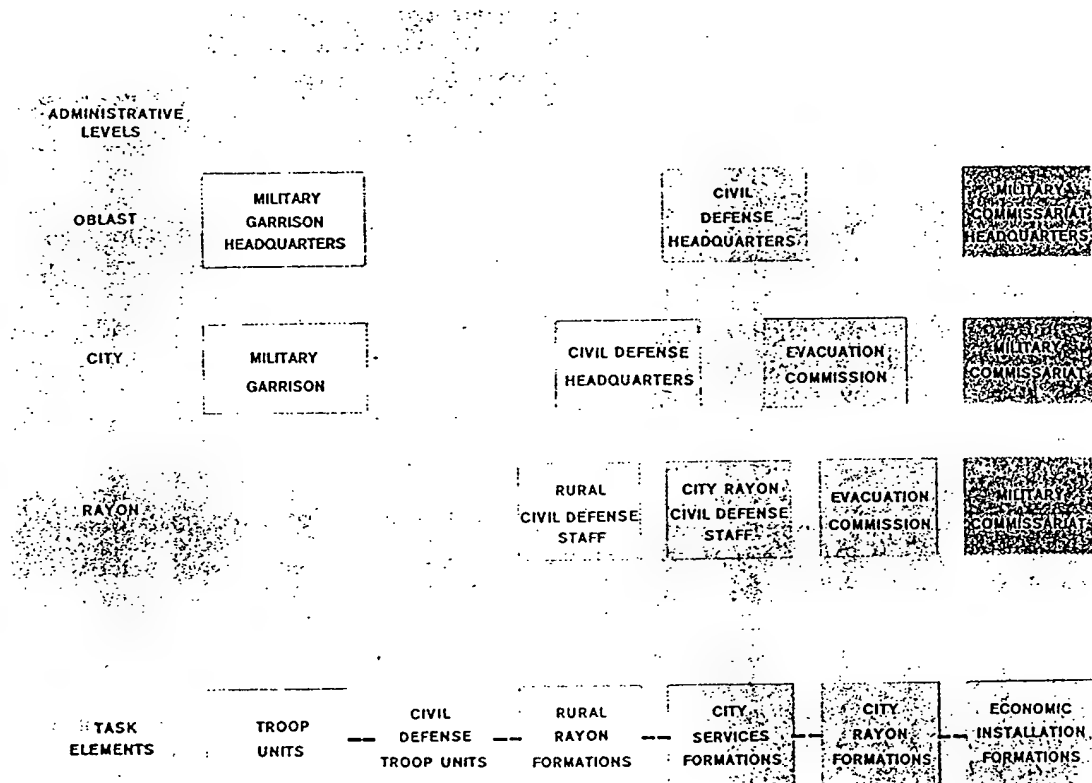 ADMINISTRATIVE
LEVELS
OBLAST
MILITARY
GARRISON
HEADQUARTERS
CIVIL
DEFENSE
HEADQUARTERS
MILITARY
COMMISSARIAT
HEADQUARTERS
CITY
MILITARY
GARRISON
CIVIL DEFENSE
HEADQUARTERS
EVACUATION
COMMISSION
MILITARY
COMMISSARIAT
RAYON
RURAL
CIVIL DEFENSE
STAFF
CITY RAYON
CIVIL DEFENSE
STAFF
EVACUATION
COMMISSION
MILITARY
COMMISSARIAT
TASK
ELEMENTS
TROOP
UNITS
CIVIL
DEFENSE
TROOP UNITS
RURAL
RAYON
FORMATIONS
CITY
SERVICES
FORMATIONS
CITY
RAYON
FORMATIONS
ECONOMIC
INSTALLATION
FORMATIONS